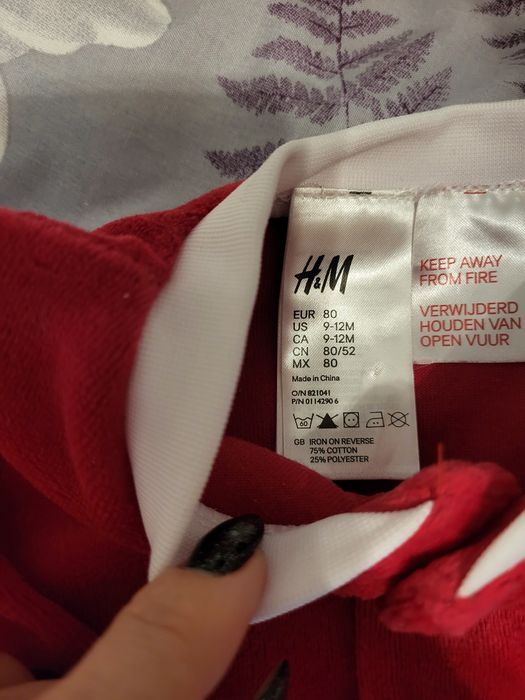 H&M
EUR 80
US 9-12M
CA 9-12M
CN 80/52
MX 80
Made in China
O/N 821041
P/N 0114290 6
60
GB IRON ON REVERSE
75% COTTON
25% POLYESTER
KEEP AWAY
FROM FIRE
VERWIJDERD
HOUDEN VAN
OPEN VUUR